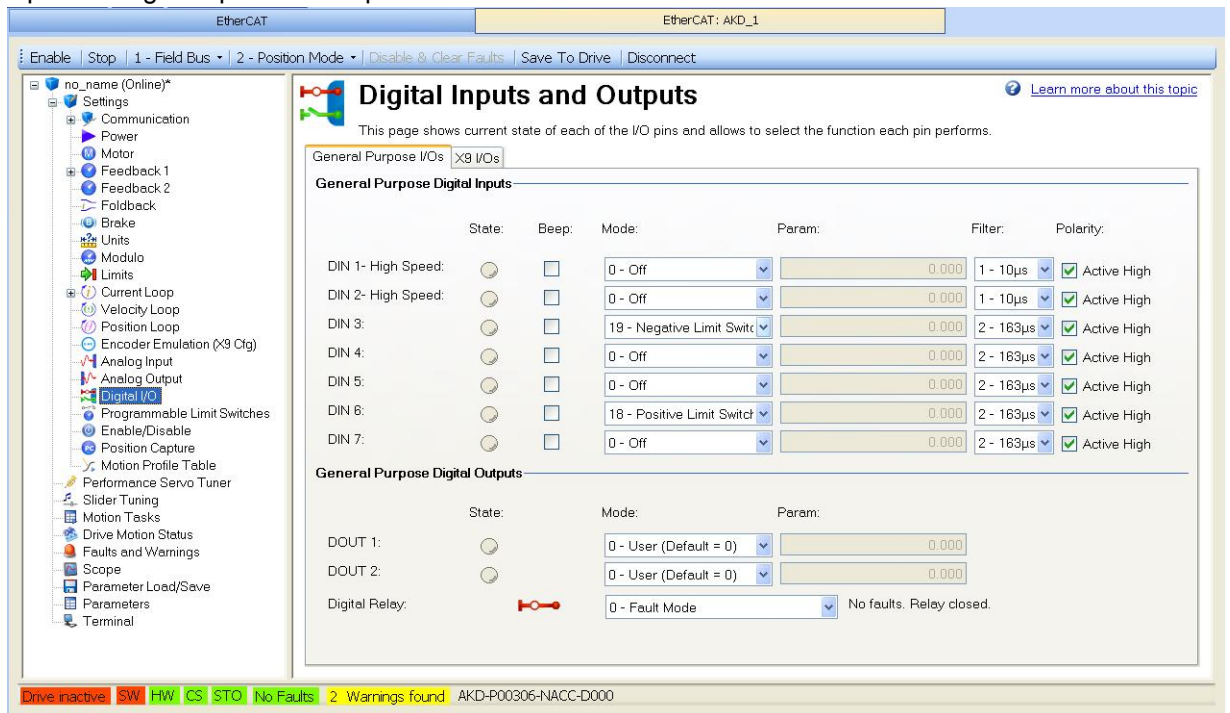 EtherCAT EtherCAT: AKD_1
Enable Stop 1 - Field Bus 2 - Position Mode Disable & Clear Faults Save To Drive Disconnect
no_name (Online)*
Settings
Communication
Power
Motor
Feedback 1
Feedback 2
Foldback
Brake
Units
Modulo
Limits
Current Loop
Velocity Loop
Position Loop
Encoder Emulation (X9 Cfg)
Analog Input
Analog Output
Digital I/O
Programmable Limit Switches
Enable/Disable
Position Capture
Motion Profile Table
Performance Servo Tuner
Slider Tuning
Motion Tasks
Drive Motion Status
Faults and Warnings
Scope
Parameter Load/Save
Parameters
Terminal
Digital Inputs and Outputs
Learn more about this topic
This page shows current state of each of the I/O pins and allows to select the function each pin performs.
General Purpose I/Os X9 I/Os
General Purpose Digital Inputs
State: Beep: Mode: Param: Filter: Polarity:
DIN 1- High Speed: 0 - Off 0.000 1 - 10µs Active High
DIN 2- High Speed: 0 - Off 0.000 1 - 10µs Active High
DIN 3: 19 - Negative Limit Switc 0.000 2 - 163µs Active High
DIN 4: 0 - Off 0.000 2 - 163µs Active High
DIN 5: 0 - Off 0.000 2 - 163µs Active High
DIN 6: 18 - Positive Limit Switch 0.000 2 - 163µs Active High
DIN 7: 0 - Off 0.000 2 - 163µs Active High
General Purpose Digital Outputs
State: Mode: Param:
DOUT 1: 0 - User (Default = 0) 0.000
DOUT 2: 0 - User (Default = 0) 0.000
Digital Relay: 0 - Fault Mode No faults. Relay closed.
Drive inactive SW HW CS STO No Faults 2 Warnings found AKD-P00306-NACC-D000